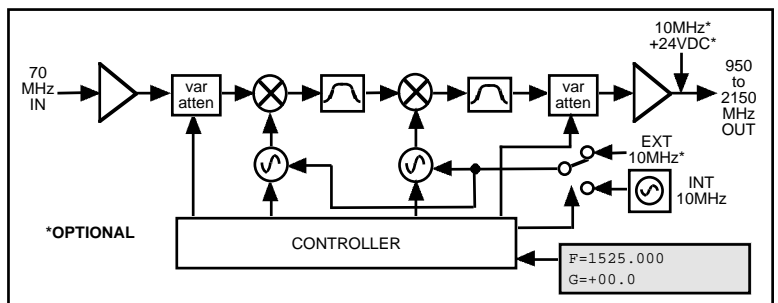 70
MHz
IN
var
atten
var
atten
10MHz*
+24VDC*
950
to
2150
MHz
OUT
EXT
10MHz*
INT
10MHz
*OPTIONAL
CONTROLLER
F=1525.000
G=+00.0